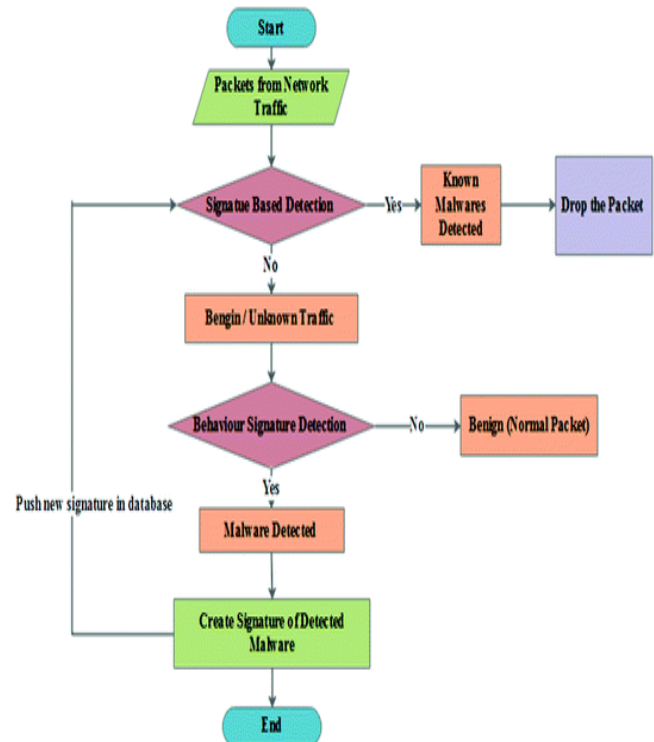 Start
Packets from Network
Traffic
Signatue Based Detection
Yes
Known
Malwares
Detected
Drop the Packet
No
Bengin / Unknown Traffic
Behaviour Signature Detection
No
Benign (Normal Packet)
Yes
Push new signature in database
Malware Detected
Create Signature of Detected
Malware
End